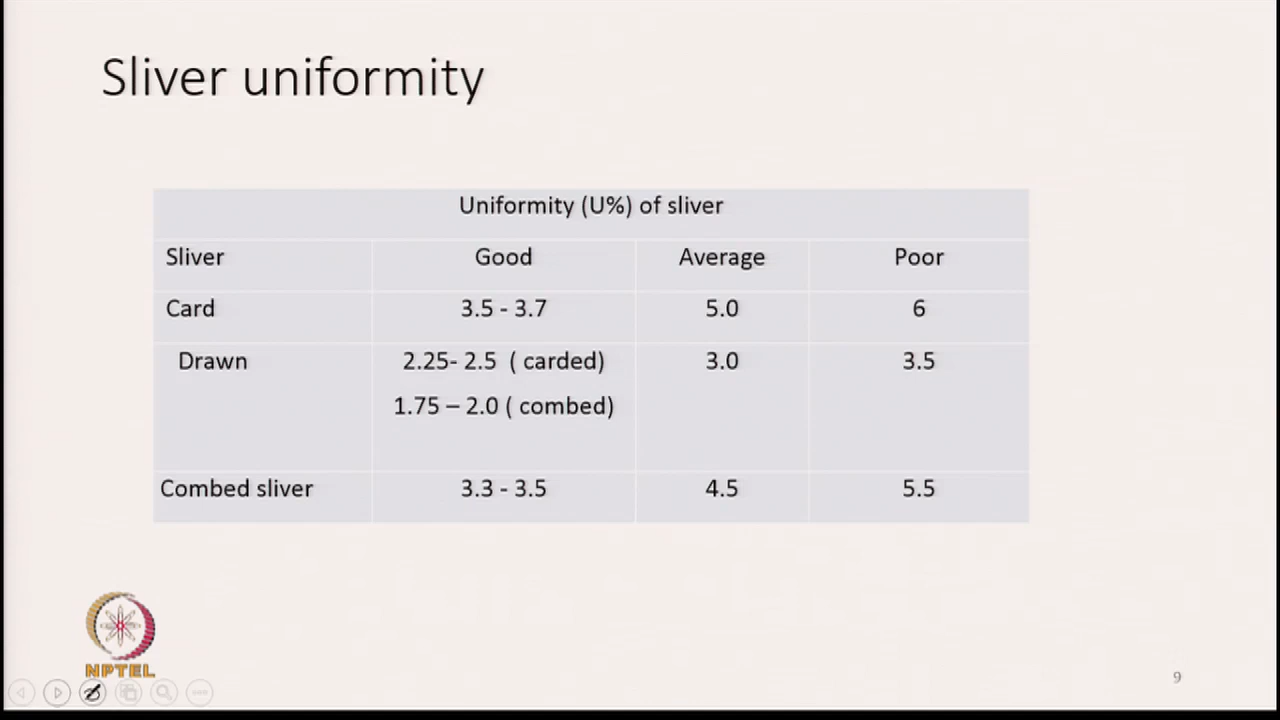 Sliver uniformity
Uniformity (U%) of sliver
Sliver Good Average Poor
Card 3.5 - 3.7 5.0 6
Drawn 2.25- 2.5 ( carded) 3.0 3.5
1.75 – 2.0 ( combed)
Combed sliver 3.3 - 3.5 4.5 5.5
NPTEL
9